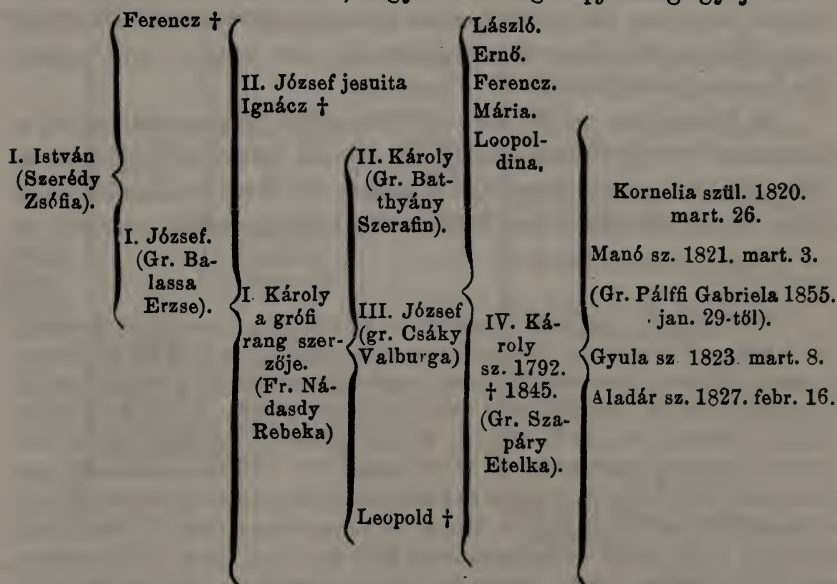 Ferencz †
I. István
(Szerédy
Zsófia).
I. József.
(Gr. Ba-
lassa
Erzse).
II. József jesuita
Ignácz †
I. Károly
a grófi
rang szer-
zője.
(Fr. Ná-
dasdy
Rebeka)
II. Károly
(Gr. Bat-
thyány
Szerafin).
III. József
(gr. Csáky
Valburga)
Leopold †
László.
Ernő.
Ferencz.
Mária.
Loopol-
dina.
IV. Ká-
roly
sz. 1792.
† 1845.
(Gr. Sza-
páry
Etelka).
Kornelia szül. 1820.
mart. 26.
Manó sz. 1821. mart. 3.
(Gr. Pálffi Gabriela 1855.
jan. 29-től).
Gyula sz 1823. mart. 8.
Aladár sz. 1827. febr. 16.